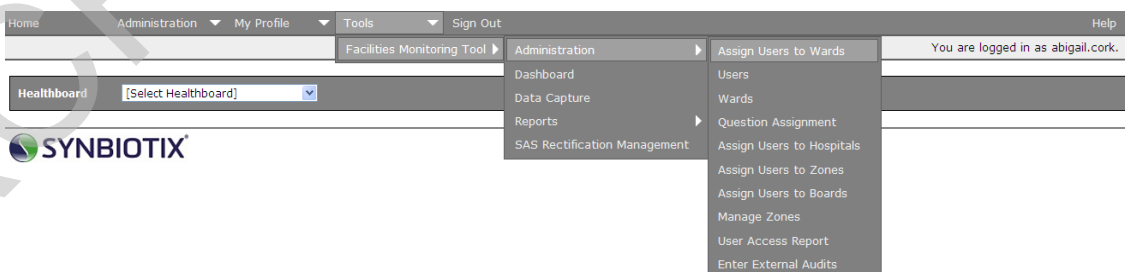 Home Administration My Profile Tools Sign Out Help
Facilities Monitoring Tool Administration Assign Users to Wards You are logged in as abigail.cork.
Dashboard Users
Healthboard [Select Healthboard] Data Capture Wards
Reports Question Assignment
SYNBIOTIX SAS Rectification Management Assign Users to Hospitals
Assign Users to Zones
Assign Users to Boards
Manage Zones
User Access Report
Enter External Audits